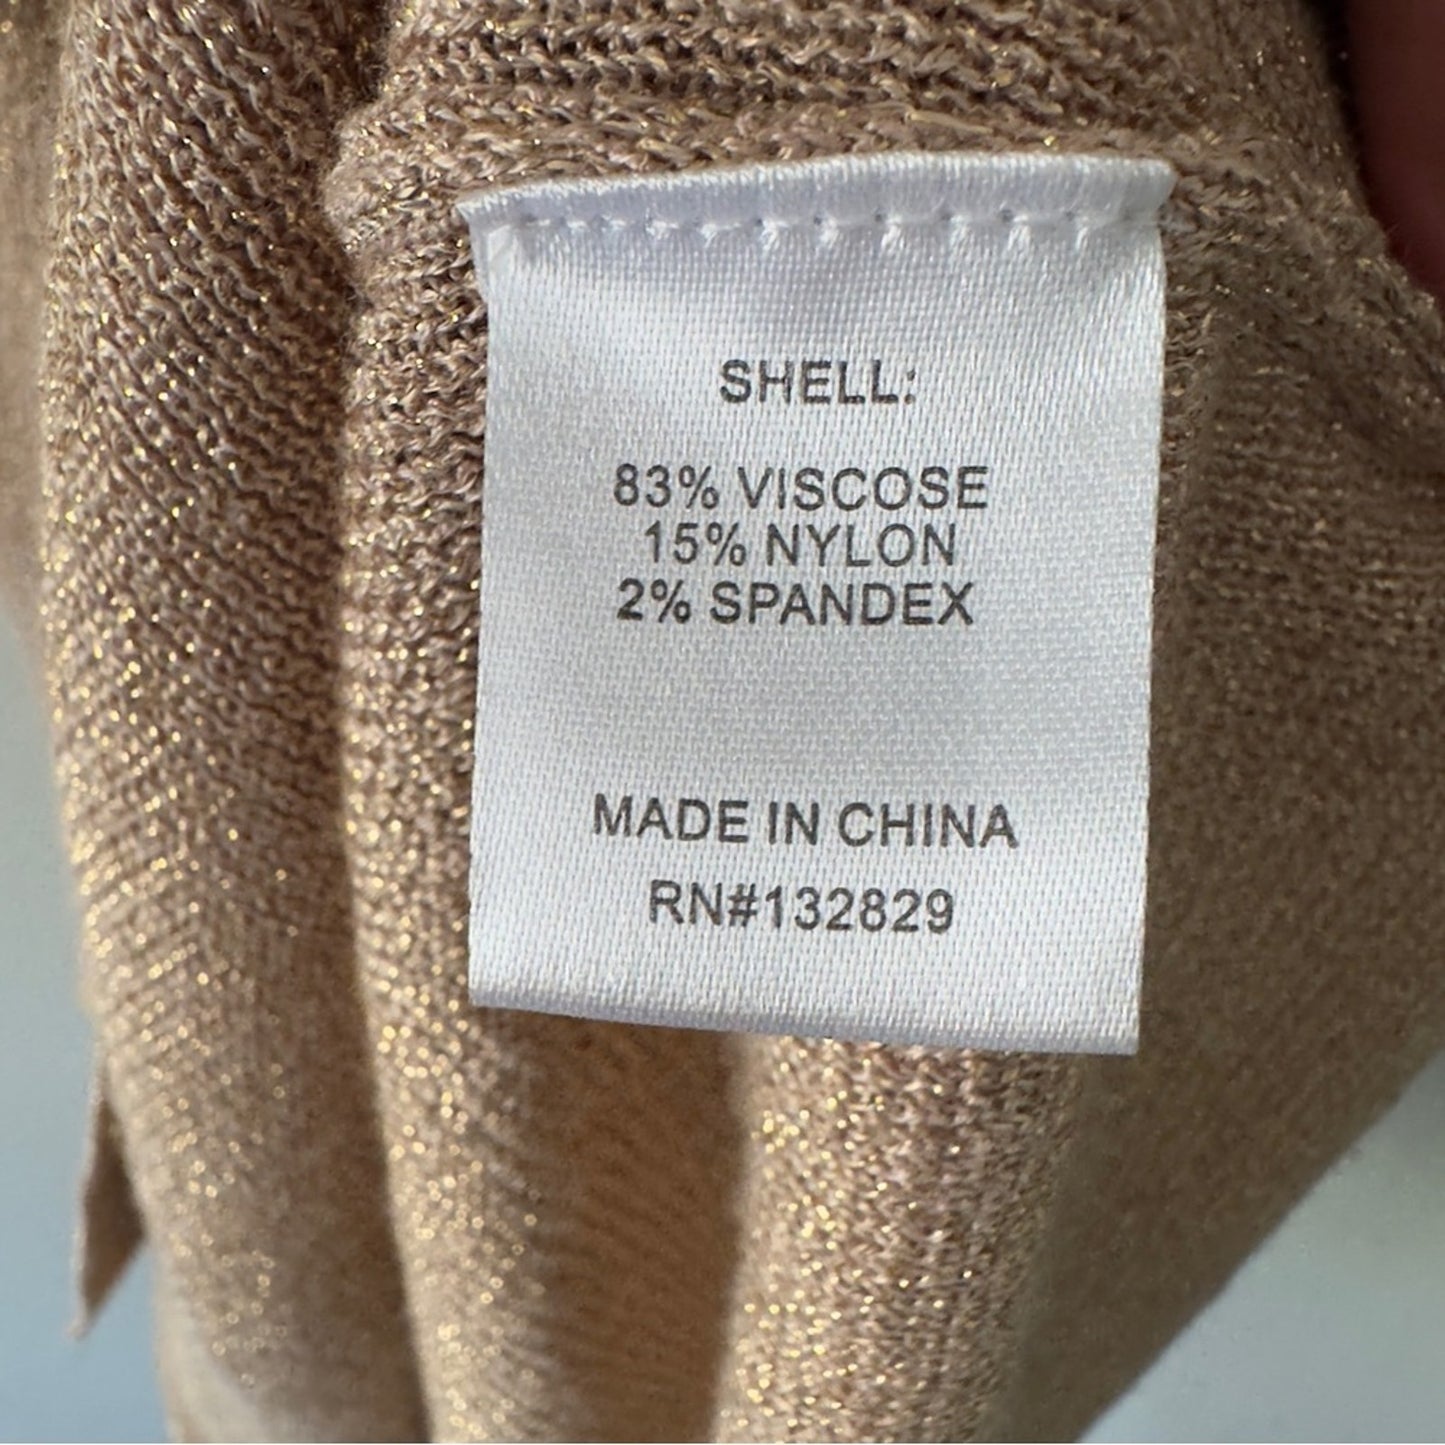 SHELL:
83% VISCOSE
15% NYLON
2% SPANDEX
MADE IN CHINA
RN#132829